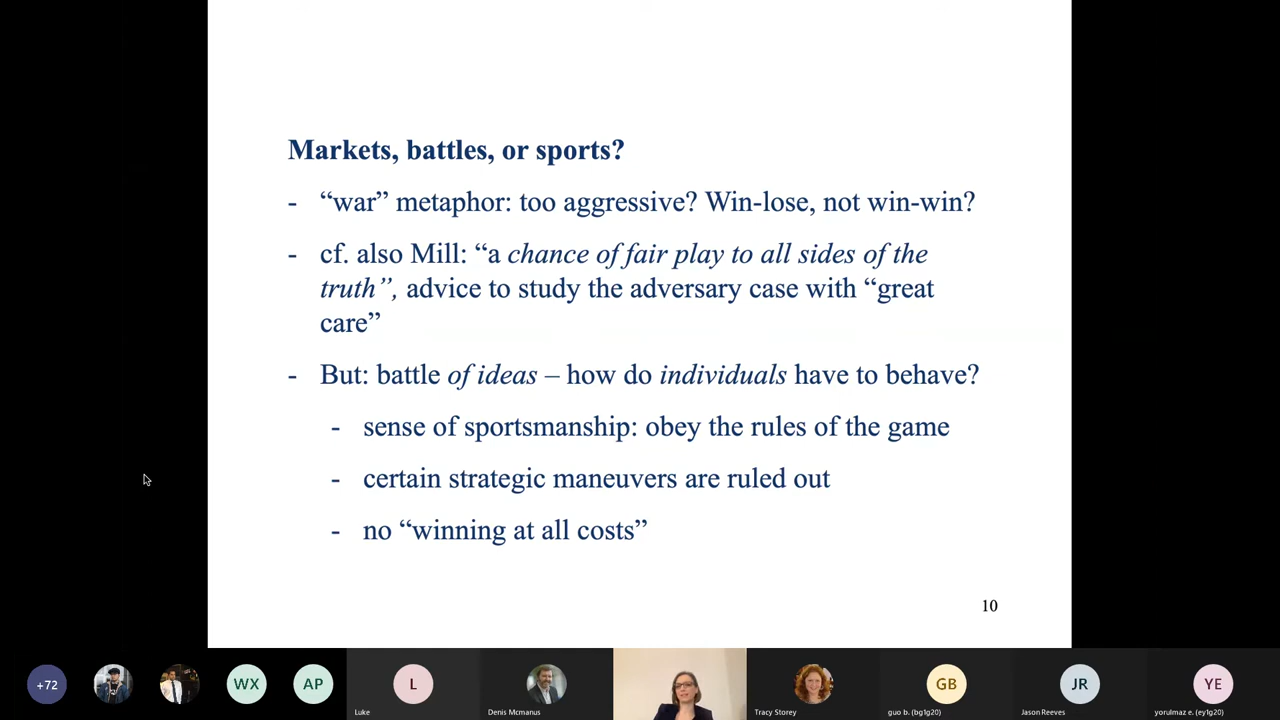 Markets, battles, or sports?
- “war” metaphor: too aggressive? Win-lose, not win-win?
- cf. also Mill: “a chance of fair play to all sides of the
truth”, advice to study the adversary case with “great
care”
- But: battle of ideas – how do individuals have to behave?
- sense of sportsmanship: obey the rules of the game
- certain strategic maneuvers are ruled out
- no “winning at all costs”
10
+72
WX
AP
L
GB
JR
YE
Luke
Denis Mcmanus
Tracy Storey
guo b. (bg1g20)
Jason Reeves
yorulmaz e. (ey1g20)